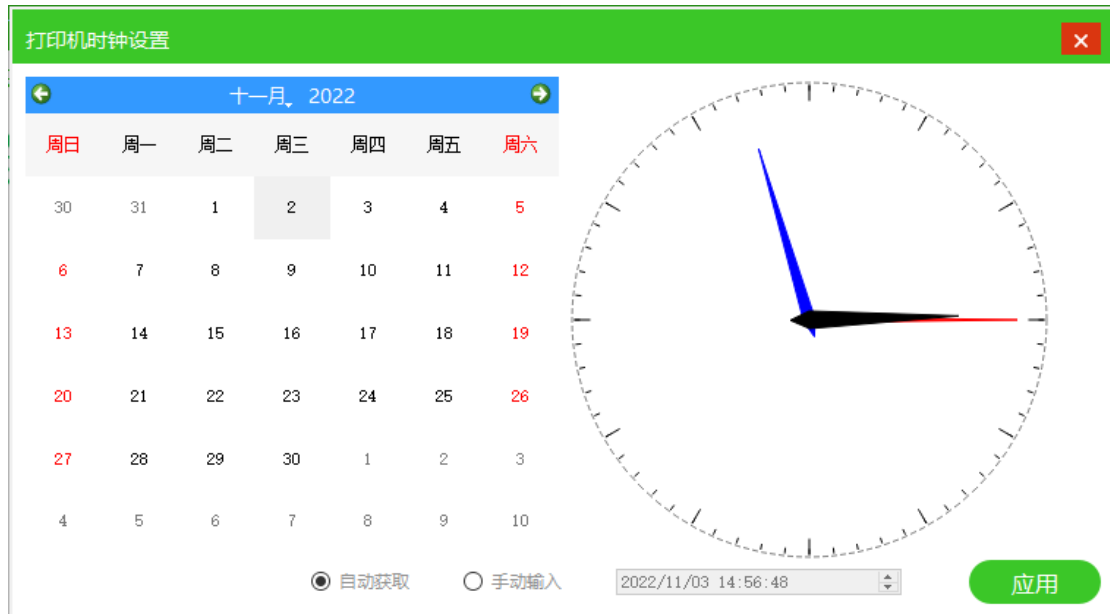 打印机时钟设置
十一月, 2022
周日 周一 周二 周三 周四 周五 周六
30 31 1 2 3 4 5
6 7 8 9 10 11 12
13 14 15 16 17 18 19
20 21 22 23 24 25 26
27 28 29 30 1 2 3
4 5 6 7 8 9 10
自动获取 手动输入 2022/11/03 14:56:48 应用